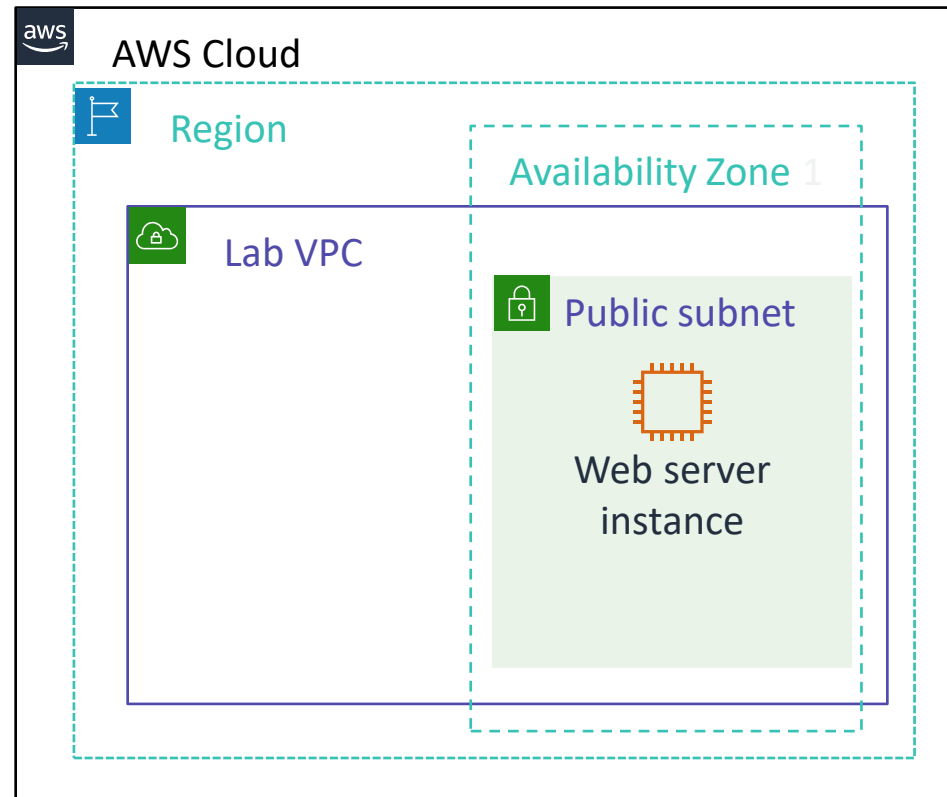 aws
AWS Cloud
Region
Availability Zone 1
Lab VPC
Public subnet
Web server
instance